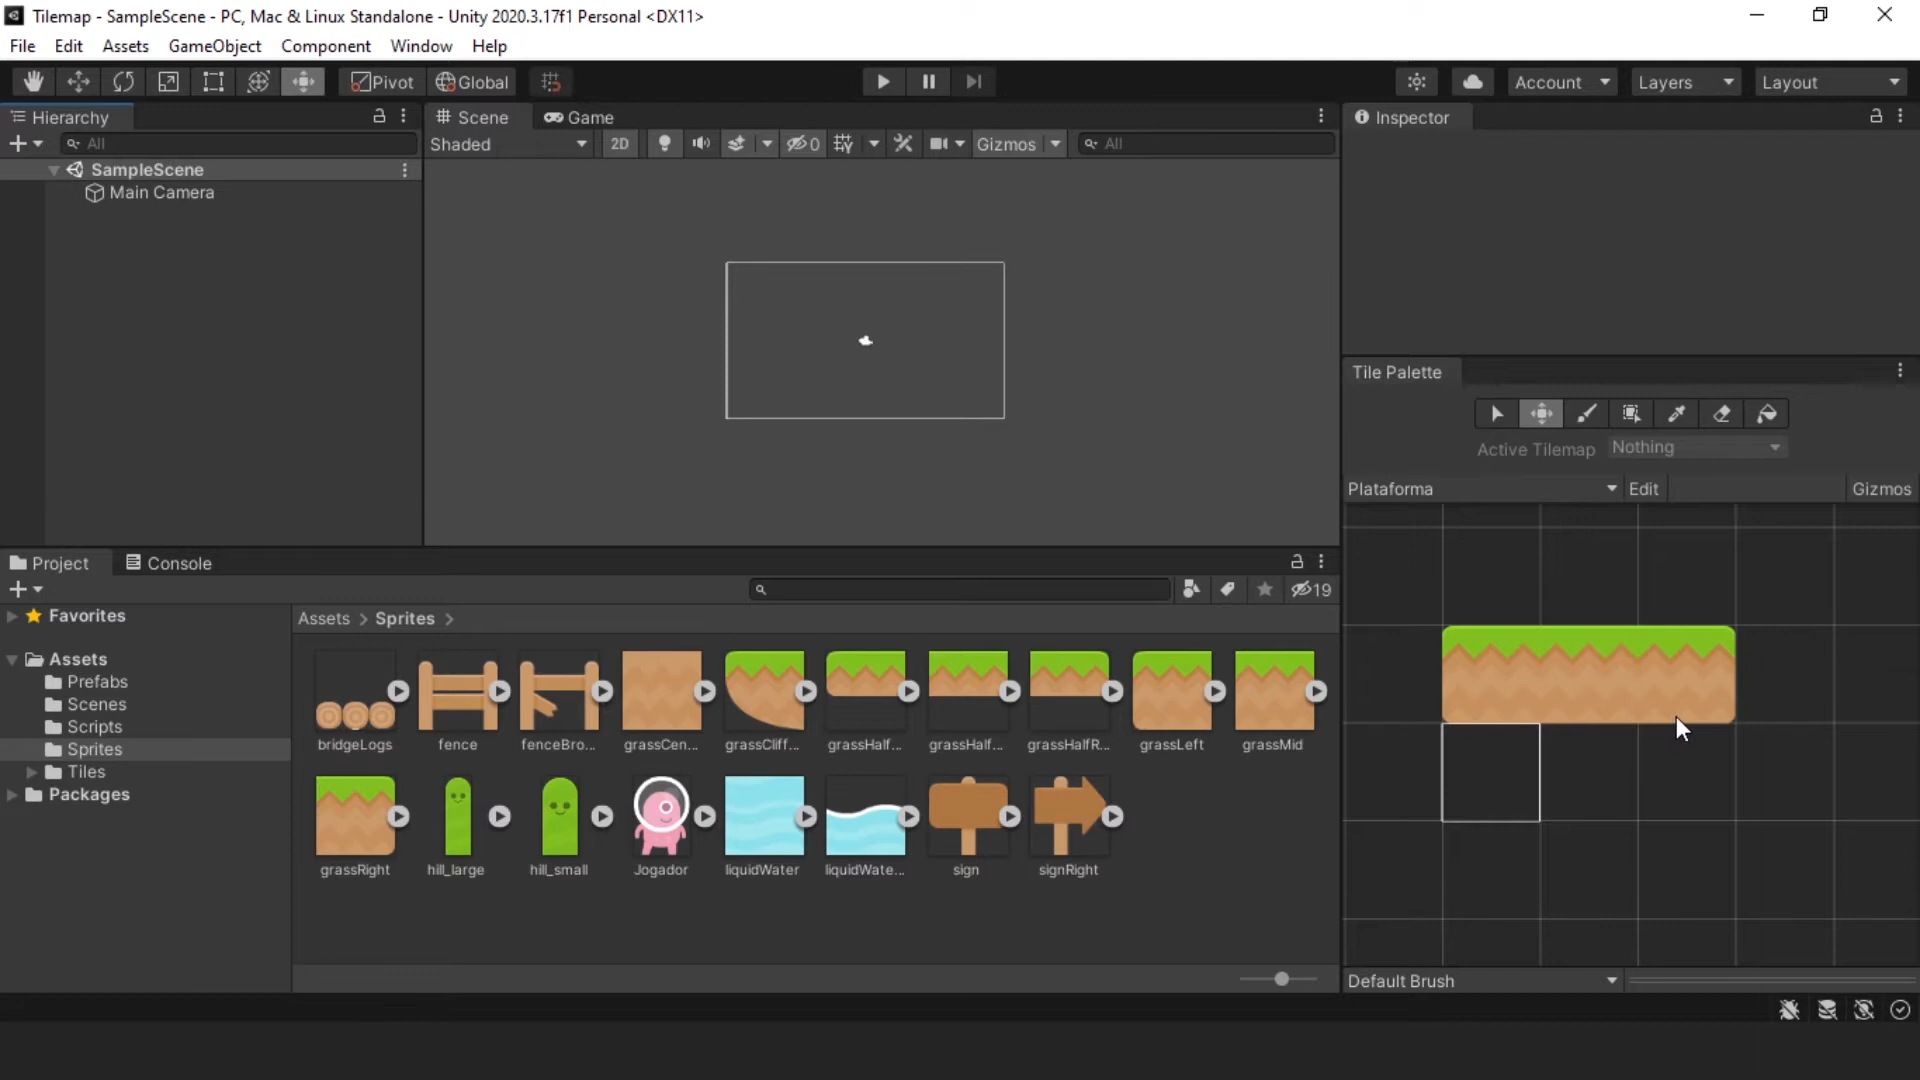 Tilemap - SampleScene - PC, Mac & Linux Standalone - Unity 2020.3.17f1 Personal <DX11>
File Edit Assets GameObject Component Window Help
Pivot Global Account Layers Layout
Hierarchy
All
SampleScene
Main Camera
Scene Game
Shaded 2D 0 Gizmos All
Inspector
Tile Palette
Active Tilemap Nothing
Plataforma Edit Gizmos
Default Brush
Project Console
19
Favorites
Assets
Prefabs
Scenes
Scripts
Sprites
Tiles
Packages
Assets > Sprites >
bridgeLogs fence fenceBro... grassCen... grassCliff... grassHalf... grassHalf... grassHalfR... grassLeft grassMid
grassRight hill_large hill_small Jogador liquidWater liquidWate... sign signRight